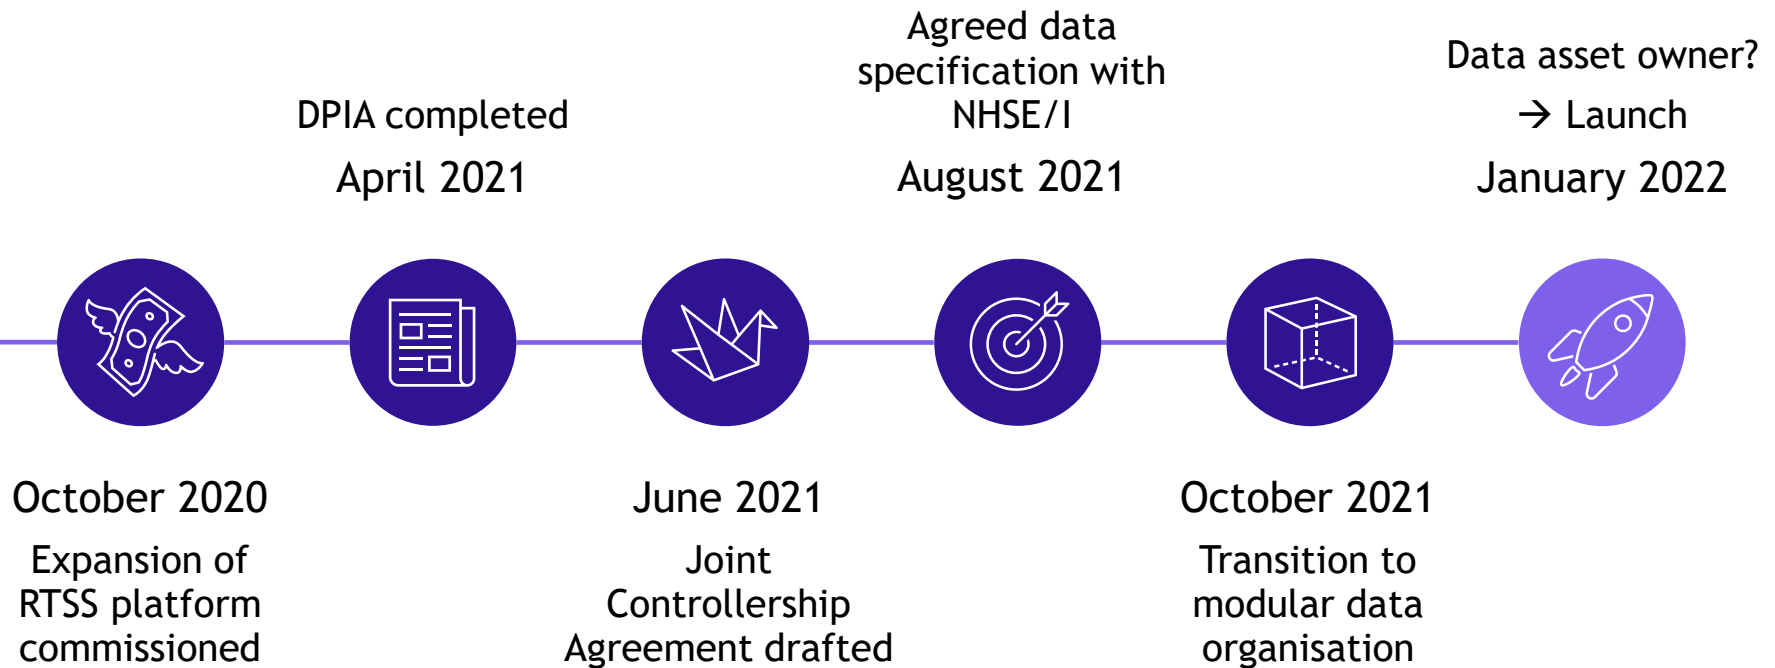 October 2020
Expansion of
RTSS platform
commissioned
DPIA completed
April 2021
June 2021
Joint
Controllership
Agreement drafted
Agreed data
specification with
NHSE/I
August 2021
October 2021
Transition to
modular data
organisation
Data asset owner?
→ Launch
January 2022